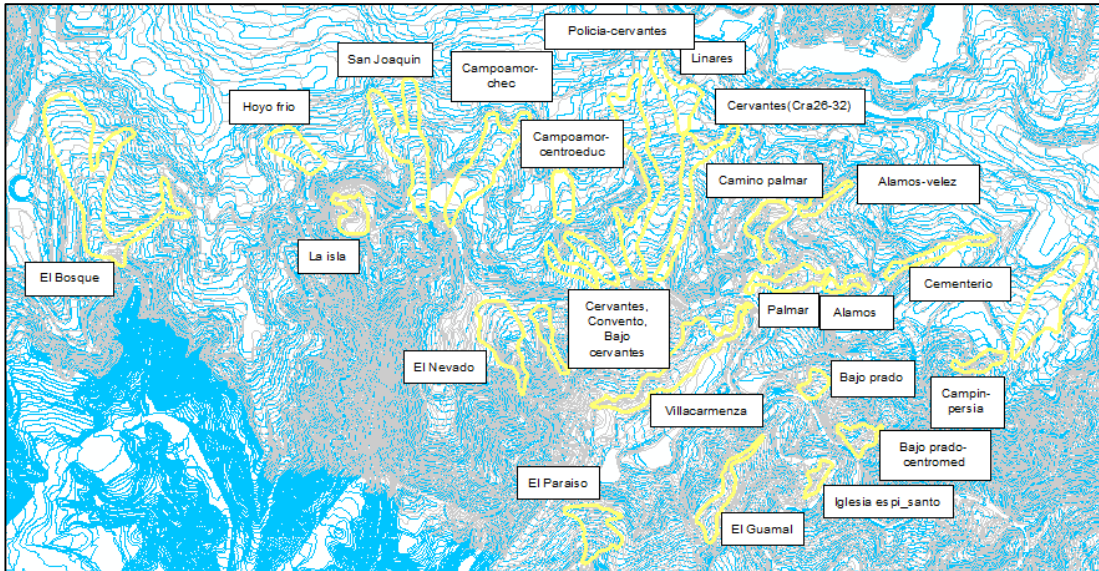 Policia-cervantes
San Joaquin
Campoamor-
chec
Linares
Hoyo frio
Cervantes(Cra26-32)
Campoamor-
centroeduc
Camino palmar
Alamos-velez
La isla
El Bosque
Cementerio
Cervantes,
Convento,
Bajo
cervantes
Palmar
Alamos
El Nevado
Bajo prado
Campin-
persia
Villacarmenza
Bajo prado-
centromed
El Paraiso
Iglesia espi_santo
El Guamal